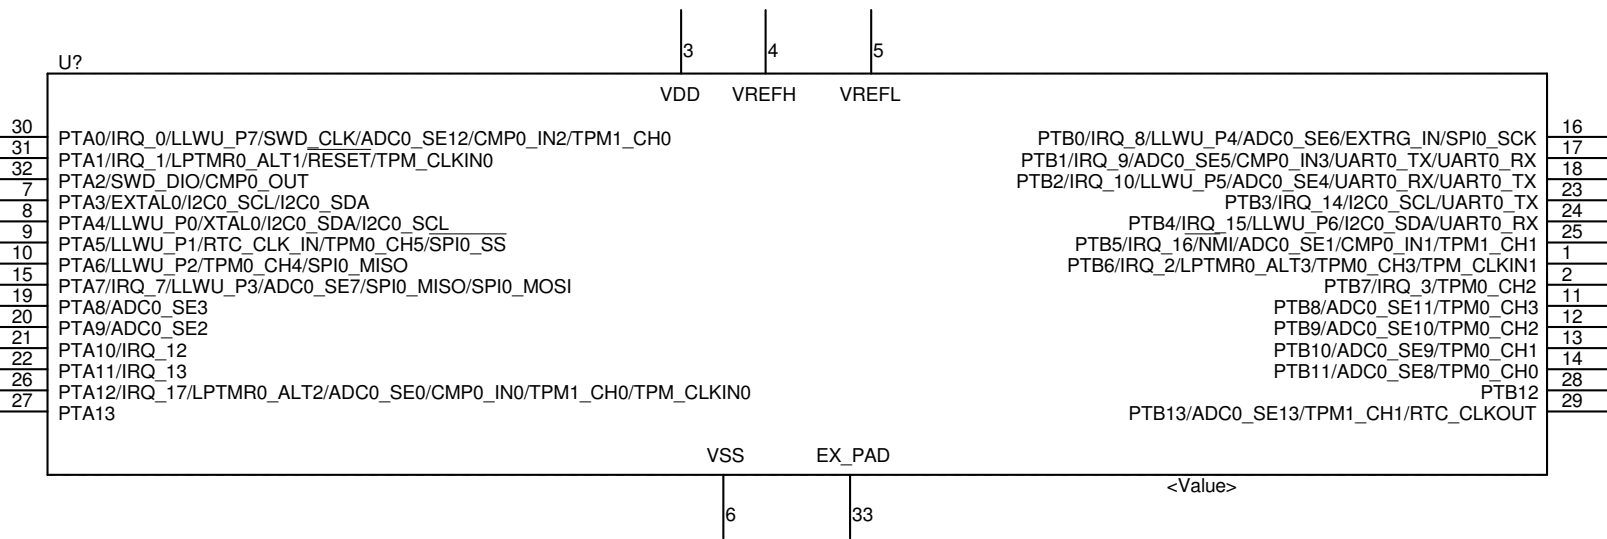 3 4 5
U?
VDD VREFH VREFL
30 PTA0/IRQ_0/LLWU_P7/SWD_CLK/ADC0_SE12/CMP0_IN2/TPM1_CH0 PTB0/IRQ_8/LLWU_P4/ADC0_SE6/EXTRG_IN/SPI0_SCK 16
31 PTA1/IRQ_1/LPTMR0_ALT1/RESET/TPM_CLKIN0 PTB1/IRQ_9/ADC0_SE5/CMP0_IN3/UART0_TX/UART0_RX 17
32 PTA2/SWD_DIO/CMP0_OUT PTB2/IRQ_10/LLWU_P5/ADC0_SE4/UART0_RX/UART0_TX 18
7 PTA3/EXTAL0/I2C0_SCL/I2C0_SDA PTB3/IRQ_14/I2C0_SCL/UART0_TX 23
8 PTA4/LLWU_P0/XTAL0/I2C0_SDA/I2C0_SCL PTB4/IRQ_15/LLWU_P6/I2C0_SDA/UART0_RX 24
9 PTA5/LLWU_P1/RTC_CLK_IN/TPM0_CH5/SPI0_SS PTB5/IRQ_16/NMI/ADC0_SE1/CMP0_IN1/TPM1_CH1 25
10 PTA6/LLWU_P2/TPM0_CH4/SPI0_MISO PTB6/IRQ_2/LPTMR0_ALT3/TPM0_CH3/TPM_CLKIN1 1
15 PTA7/IRQ_7/LLWU_P3/ADC0_SE7/SPI0_MISO/SPI0_MOSI PTB7/IRQ_3/TPM0_CH2 2
19 PTA8/ADC0_SE3 PTB8/ADC0_SE11/TPM0_CH3 11
20 PTA9/ADC0_SE2 PTB9/ADC0_SE10/TPM0_CH2 12
21 PTA10/IRQ_12 PTB10/ADC0_SE9/TPM0_CH1 13
22 PTA11/IRQ_13 PTB11/ADC0_SE8/TPM0_CH0 14
26 PTA12/IRQ_17/LPTMR0_ALT2/ADC0_SE0/CMP0_IN0/TPM1_CH0/TPM_CLKIN0 PTB12 28
27 PTA13 PTB13/ADC0_SE13/TPM1_CH1/RTC_CLKOUT 29
VSS EX_PAD
<Value>
6 33